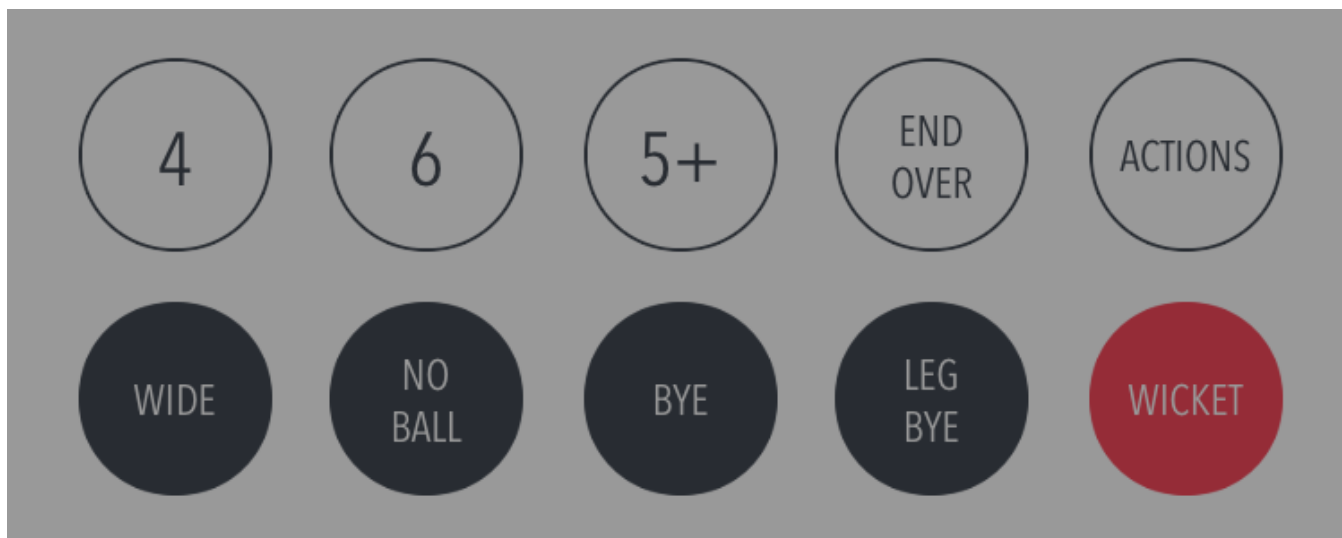 4
6
5+
END
OVER
ACTIONS
WIDE
NO
BALL
BYE
LEG
BYE
WICKET